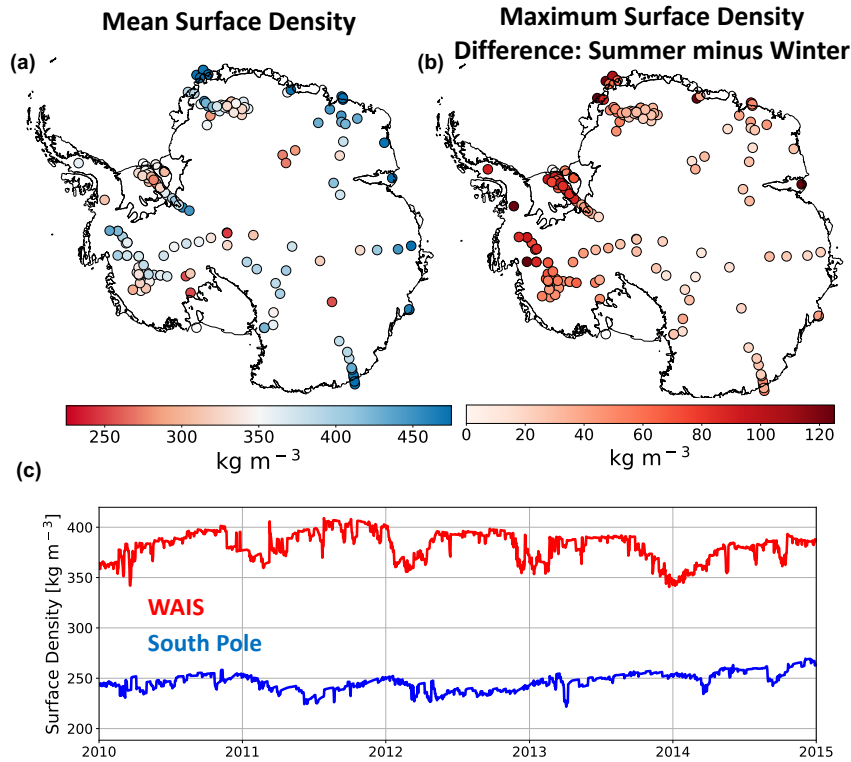 Mean Surface Density
Maximum Surface Density
Difference: Summer minus Winter
(a)
(b)
250 300 350 400 450
kg m⁻³
0 20 40 60 80 100 120
kg m⁻³
(c)
Surface Density [kg m⁻³]
400
350
300
250
200
WAIS
South Pole
2010 2011 2012 2013 2014 2015